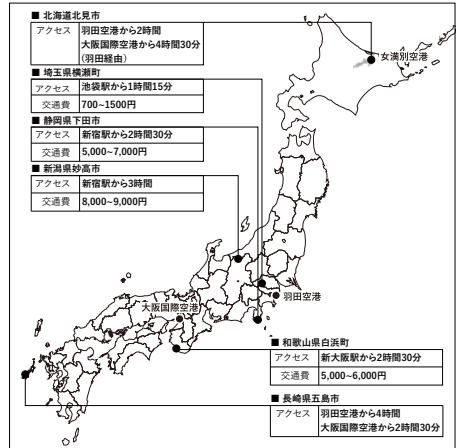 ■ 北海道北見市
アクセス 羽田空港から2時間
大阪国際空港から4時間30分
(羽田経由)
女満別空港
■ 埼玉県横瀬町
アクセス 池袋駅から1時間15分
交通費 700~1500円
■ 静岡県下田市
アクセス 新宿駅から2時間30分
交通費 5,000~7,000円
■ 新潟県妙高市
アクセス 新宿駅から3時間
交通費 8,000~9,000円
大阪国際空港
羽田空港
■ 和歌山県白浜町
アクセス 新大阪駅から2時間30分
交通費 5,000~6,000円
■ 長崎県五島市
アクセス 羽田空港から4時間
大阪国際空港から2時間30分